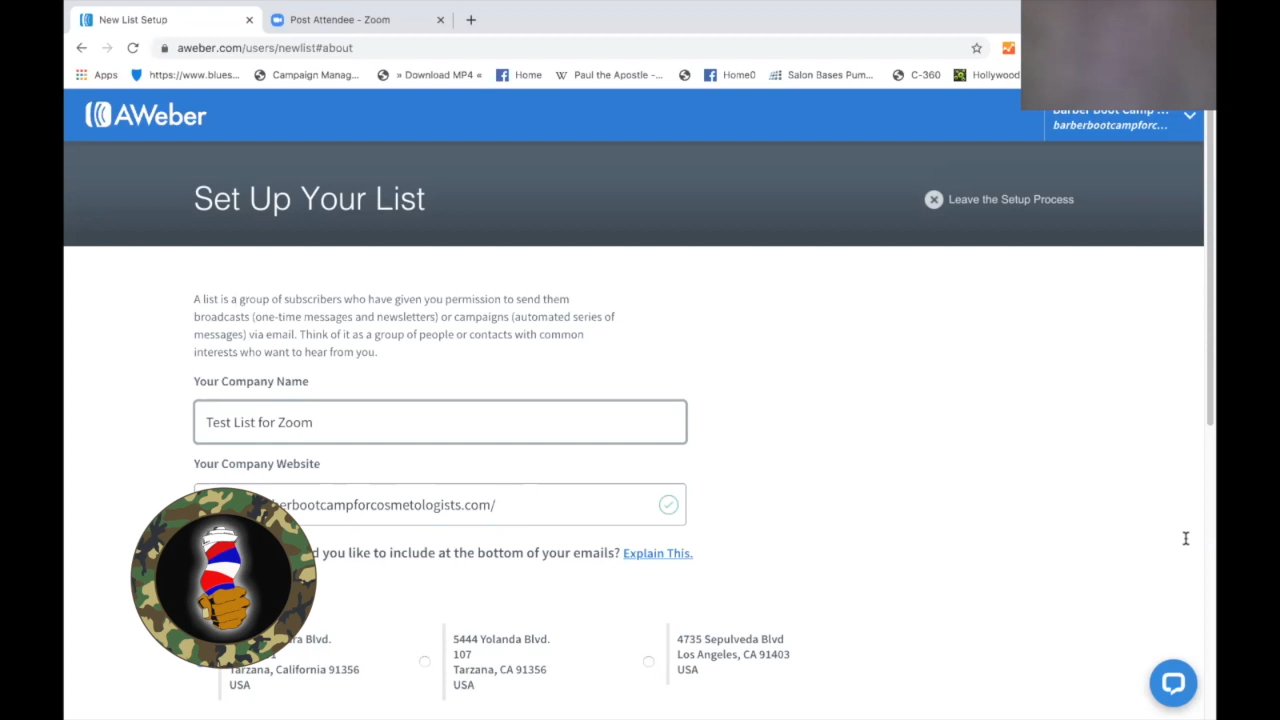 New List Setup
Post Attendee - Zoom
aweber.com/users/newlist#about
Apps
https://www.blues...
Campaign Manag...
» Download MP4 «
Home
Paul the Apostle -...
Home0
Salon Bases Pum...
C-360
Hollywood
AWeber
Barber Boot Camp ...
barberbootcampforc...
Set Up Your List
Leave the Setup Process
A list is a group of subscribers who have given you permission to send them
broadcasts (one-time messages and newsletters) or campaigns (automated series of
messages) via email. Think of it as a group of people or contacts with common
interests who want to hear from you.
Your Company Name
Test List for Zoom
Your Company Website
erbootcampforcosmetologists.com/
you like to include at the bottom of your emails? Explain This.
Blvd.
Tarzana, California 91356
USA
5444 Yolanda Blvd.
107
Tarzana, CA 91356
USA
4735 Sepulveda Blvd
Los Angeles, CA 91403
USA